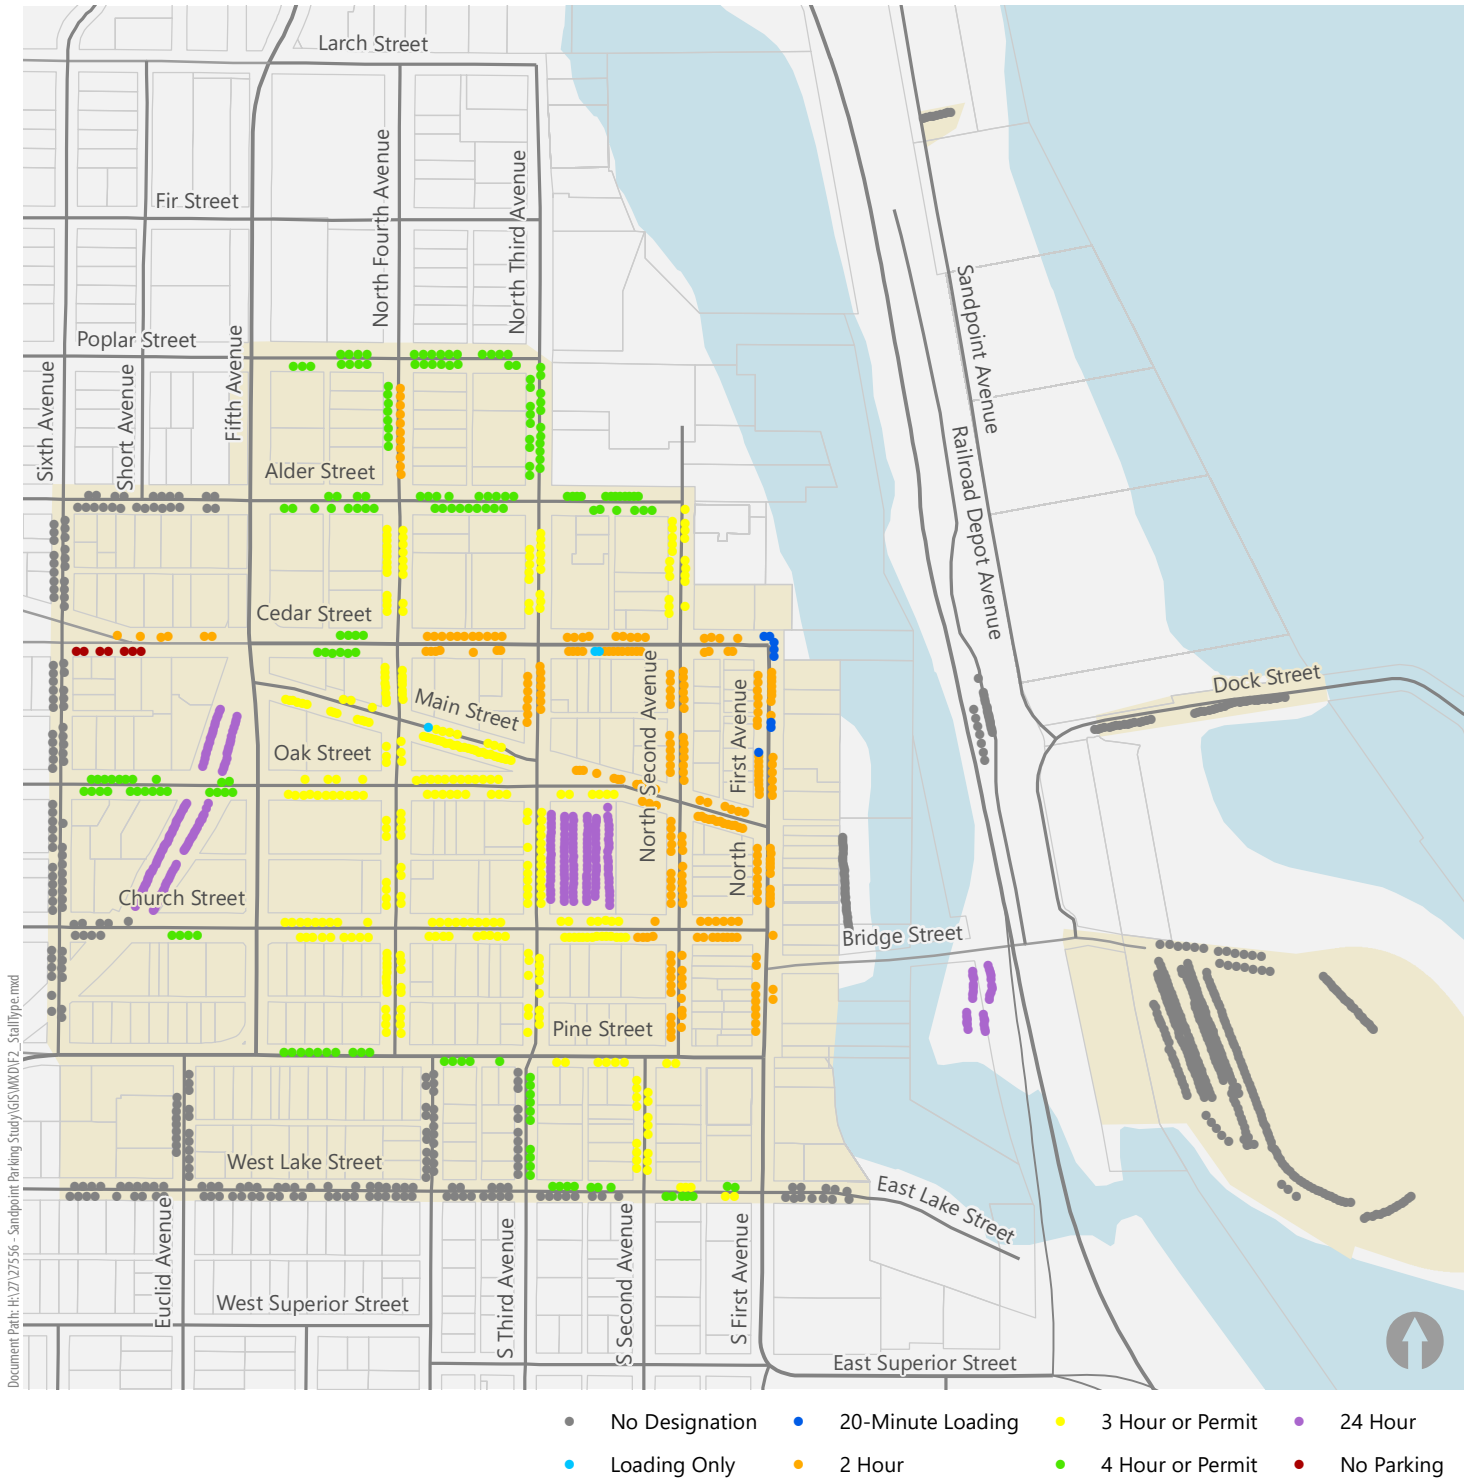 Larch Street
Fir Street
North Fourth Avenue
North Third Avenue
Sandpoint Avenue
Poplar Street
Sixth Avenue
Short Avenue
Fifth Avenue
Railroad Depot Avenue
Alder Street
Cedar Street
Main Street
Dock Street
Oak Street
North Second Avenue
North First Avenue
Church Street
Bridge Street
Pine Street
West Lake Street
East Lake Street
Euclid Avenue
S Third Avenue
S Second Avenue
S First Avenue
West Superior Street
East Superior Street
Document Path: H:\27\27556 - Sandpoint Parking Study\GIS\MXD\F2_StallType.mxd
No Designation
20-Minute Loading
3 Hour or Permit
24 Hour
Loading Only
2 Hour
4 Hour or Permit
No Parking